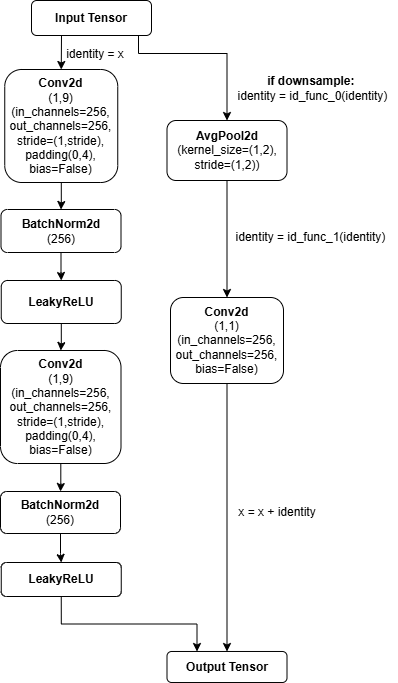 Input Tensor
identity = x
Conv2d
(1,9)
(in_channels=256,
out_channels=256,
stride=(1,stride),
padding(0,4),
bias=False)
BatchNorm2d
(256)
LeakyReLU
Conv2d
(1,9)
(in_channels=256,
out_channels=256,
stride=(1,stride),
padding(0,4),
bias=False)
BatchNorm2d
(256)
LeakyReLU
if downsample:
identity = id_func_0(identity)
AvgPool2d
(kernel_size=(1,2),
stride=(1,2))
identity = id_func_1(identity)
Conv2d
(1,1)
(in_channels=256,
out_channels=256,
bias=False)
x = x + identity
Output Tensor